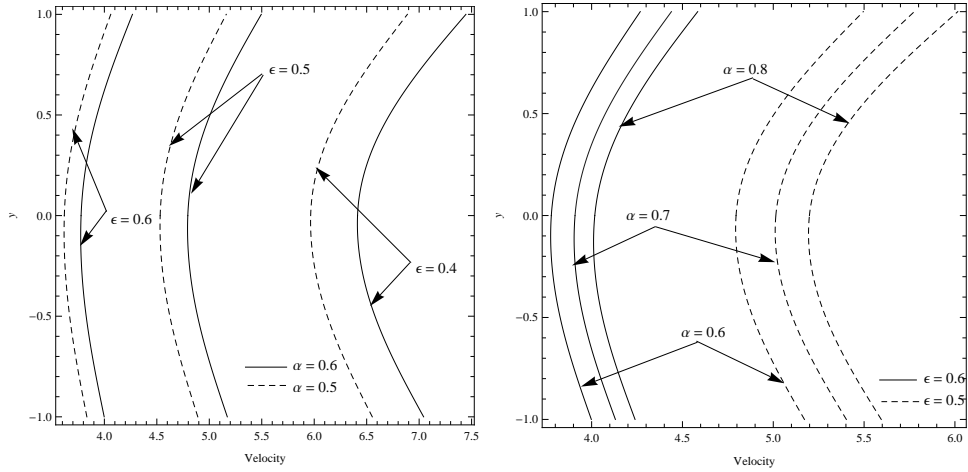 1.0
0.5
0.0
−0.5
−1.0
y
ϵ = 0.5
ϵ = 0.6
ϵ = 0.4
α = 0.6
α = 0.5
4.0 4.5 5.0 5.5 6.0 6.5 7.0 7.5
Velocity
1.0
0.5
0.0
−0.5
−1.0
y
α = 0.8
α = 0.7
α = 0.6
ϵ = 0.6
ϵ = 0.5
4.0 4.5 5.0 5.5 6.0
Velocity